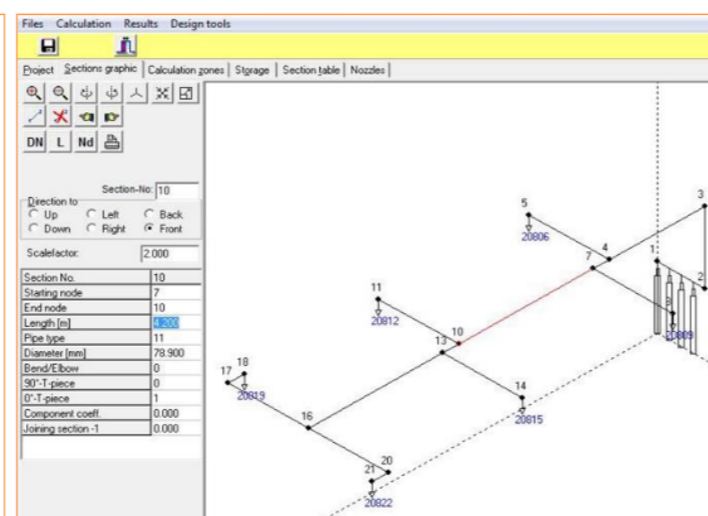 Files Calculation Results Design tools
Project Sections graphic Calculation zones Storage Section table Nozzles
DN L Nd
Section-No: 10
Direction to
Up Left Back
Down Right Front
Scalefactor: 2.000
Section No. 10
Starting node 7
End node 10
Length [m] 4.200
Pipe type 11
Diameter [mm] 78.900
Bend/Elbow 0
90°-T-piece 0
0°-T-piece 1
Component coeff. 0.000
Joining section -1 0.000
3
5
20806
4
1
7
2
11
20812
8
20809
10
13
18
17
20819
14
20815
16
20
21
20822